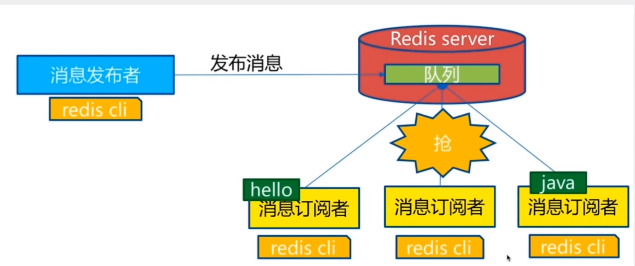 Redis server
发布消息
消息发布者
队列
redis cli
抢
hello
java
消息订阅者
消息订阅者
消息订阅者
redis cli
redis cli
redis cli